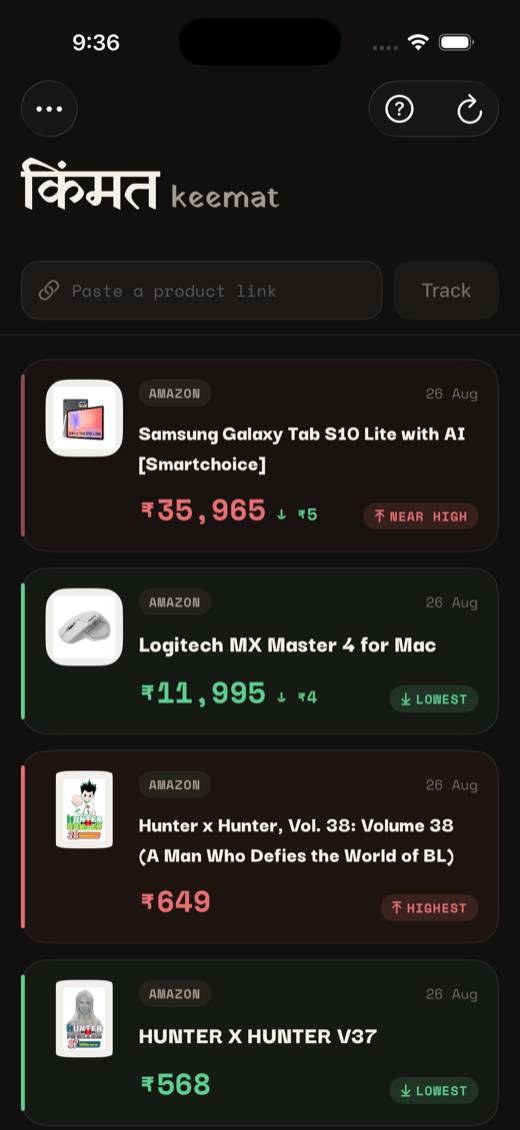 9:36
किंमत keemat
Paste a product link
Track
AMAZON
26 Aug
Samsung Galaxy Tab S10 Lite with AI
[Smartchoice]
₹35,965 ↓ ₹5
NEAR HIGH
AMAZON
26 Aug
Logitech MX Master 4 for Mac
₹11,995 ↓ ₹4
LOWEST
AMAZON
26 Aug
Hunter x Hunter, Vol. 38: Volume 38
(A Man Who Defies the World of BL)
₹649
HIGHEST
AMAZON
26 Aug
HUNTER X HUNTER V37
₹568
LOWEST